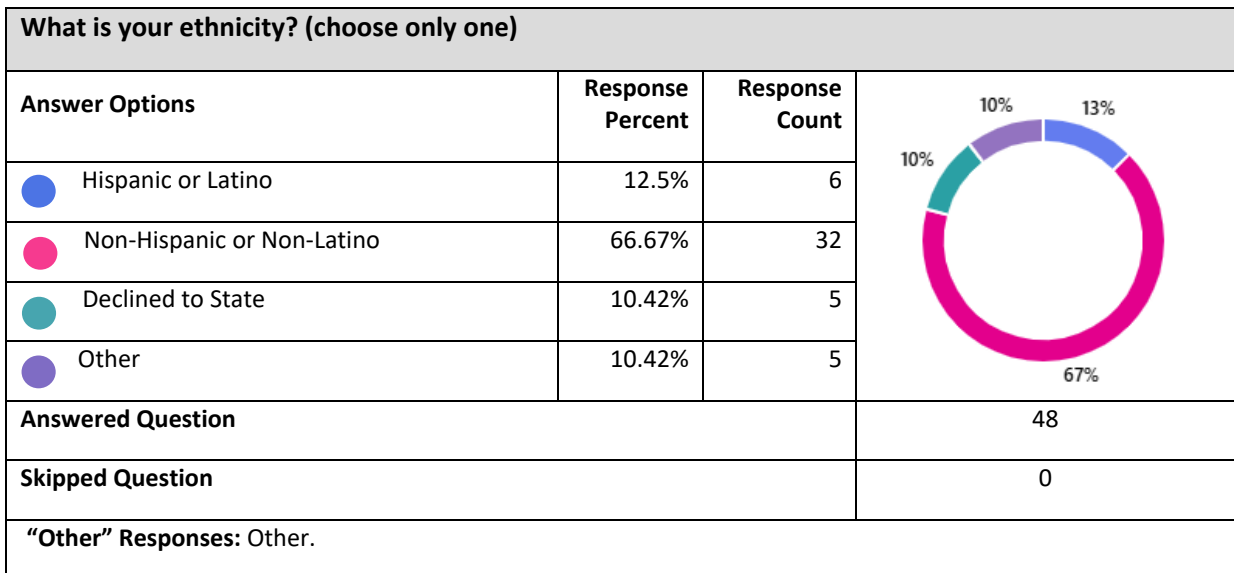 What is your ethnicity? (choose only one)
Answer Options
Response
Percent
Response
Count
10%
13%
10%
67%
Hispanic or Latino 12.5% 6
Non-Hispanic or Non-Latino 66.67% 32
Declined to State 10.42% 5
Other 10.42% 5
Answered Question 48
Skipped Question 0
“Other” Responses: Other.